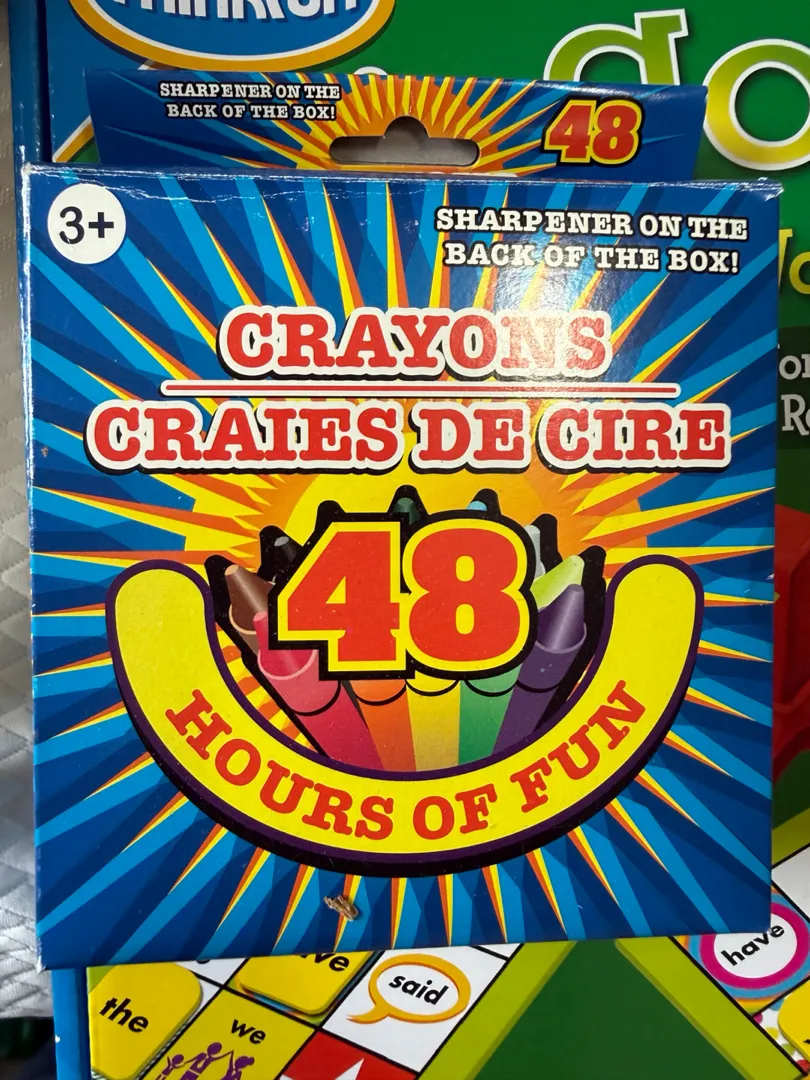 SHARPENER ON THE
BACK OF THE BOX!
48
3+
SHARPENER ON THE
BACK OF THE BOX!
CRAYONS
CRAIES DE CIRE
48
HOURS OF FUN
have
said
the
we